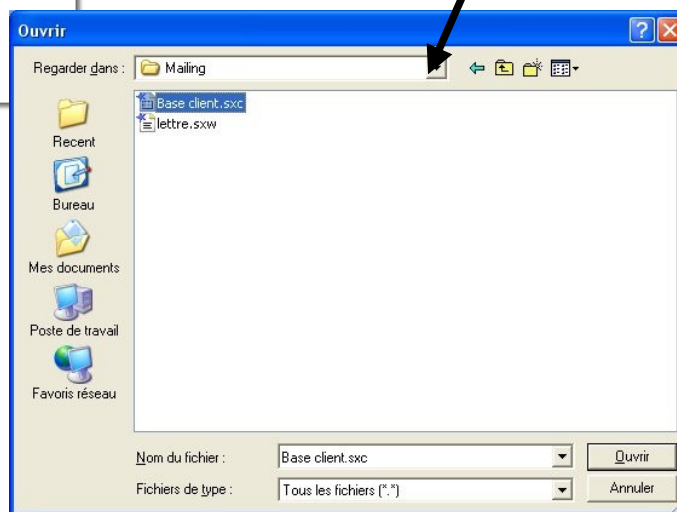 Ouvrir
Regarder dans :
Mailing
Base client.sxc
lettre.sxw
Recent
Bureau
Mes documents
Poste de travail
Favoris réseau
Nom du fichier :
Base client.sxc
Ouvrir
Fichiers de type :
Tous les fichiers (*.*)
Annuler